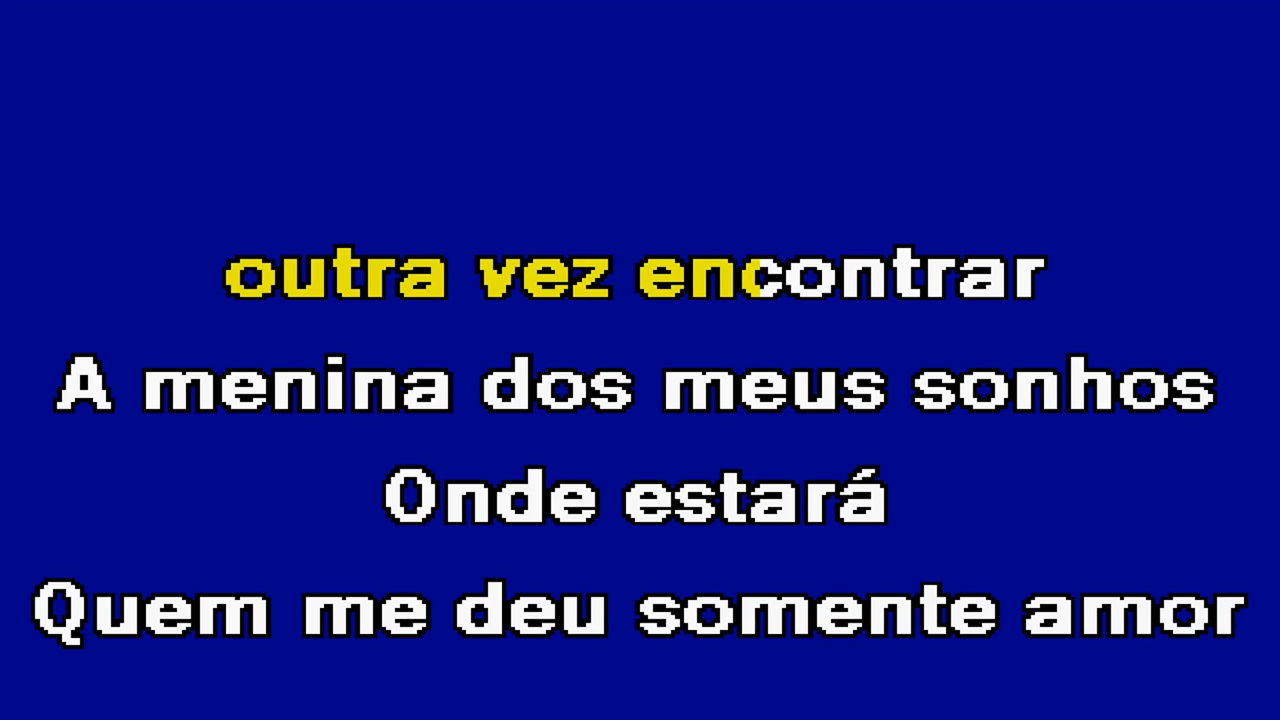 outra vez encontrar
A menina dos meus sonhos
Onde estará
Quem me deu somente amor